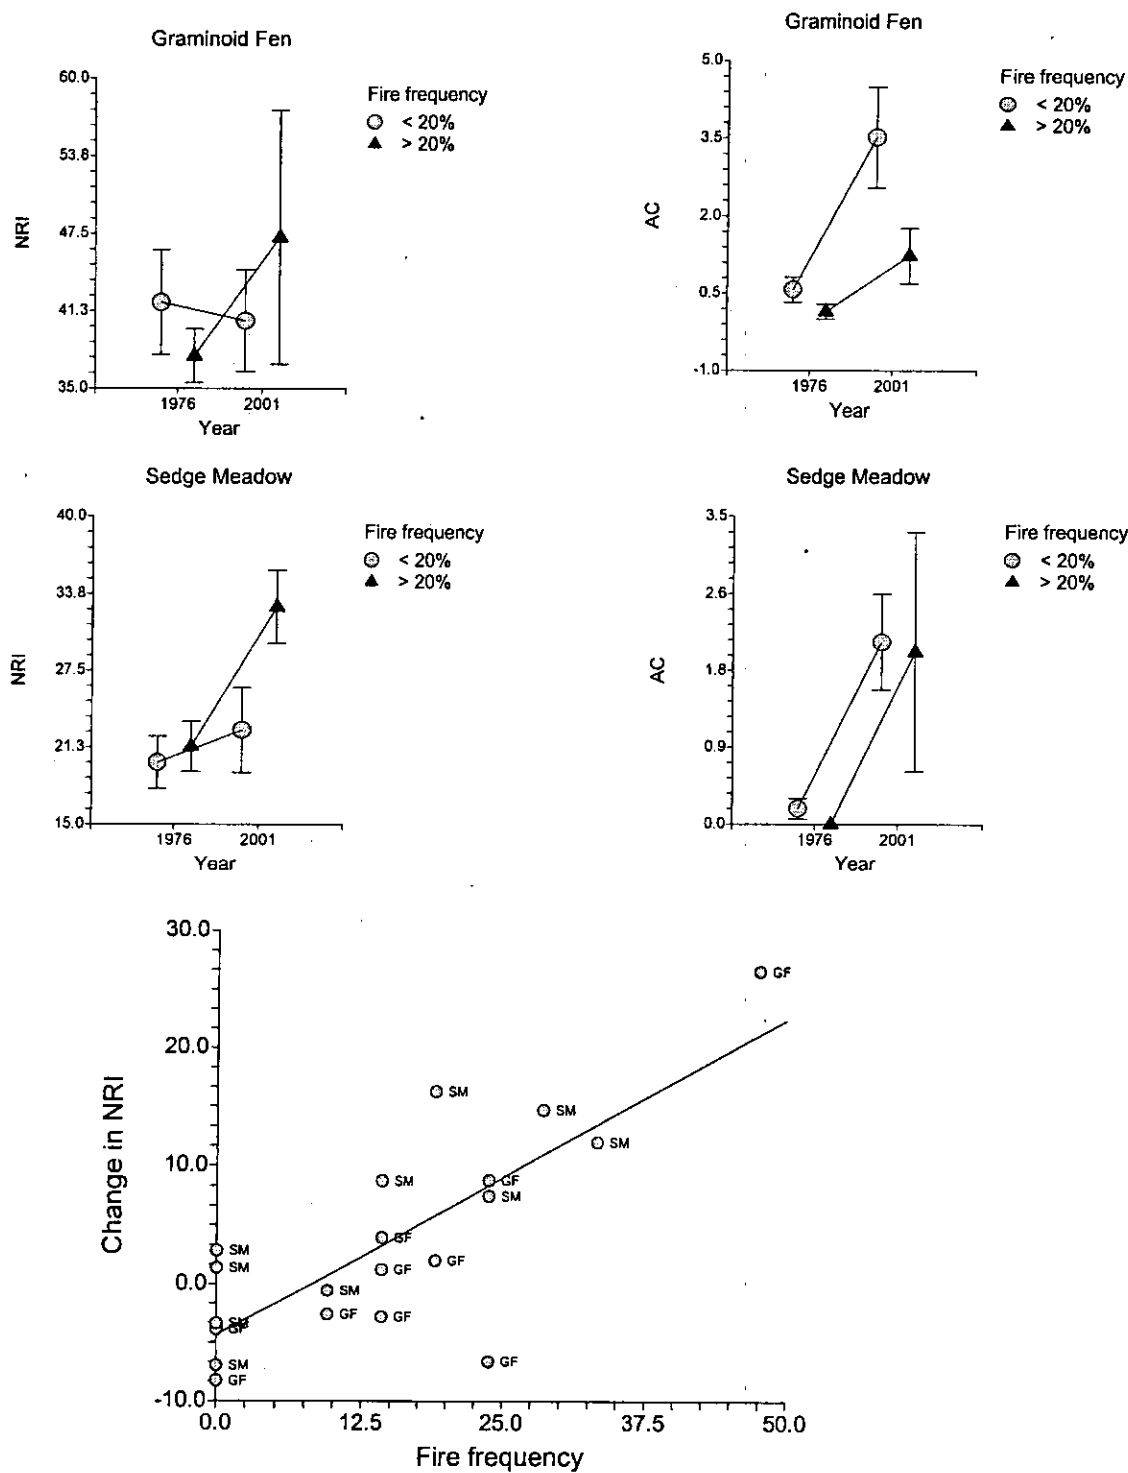 Graminoid Fen
60.0
53.8
47.5
41.3
35.0
NRI
1976 2001
Year
Fire frequency
< 20%
> 20%
Graminoid Fen
5.0
3.5
2.0
0.5
-1.0
AC
1976 2001
Year
Fire frequency
< 20%
> 20%
Sedge Meadow
40.0
33.8
27.5
21.3
15.0
NRI
1976 2001
Year
Fire frequency
< 20%
> 20%
Sedge Meadow
3.5
2.6
1.8
0.9
0.0
AC
1976 2001
Year
Fire frequency
< 20%
> 20%
30.0
20.0
10.0
0.0
-10.0
Change in NRI
GF
SM
SM
SM
SM
GF
SM
GF
SM
GF
SM
GF
SM
GF
GF
SM
GF
SM
GF
GF
0.0 12.5 25.0 37.5 50.0
Fire frequency